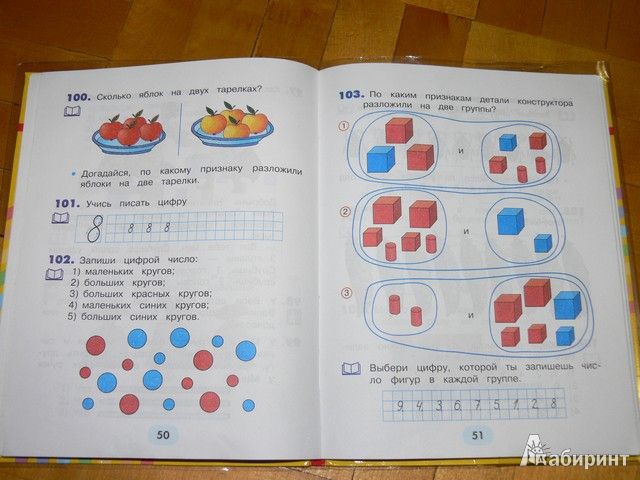 100. Сколько яблок на двух тарелках?
• Догадайся, по какому признаку разложили
яблоки на две тарелки.
101. Учись писать цифру
8 8 8 8
102. Запиши цифрой число:
1) маленьких кругов;
2) больших кругов;
3) больших красных кругов;
4) маленьких синих кругов;
5) больших синих кругов.
50
103. По каким признакам детали конструктора
разложили на две группы?
1 и
2 и
3 и
Выбери цифру, которой ты запишешь чис-
ло фигур в каждой группе.
9 4 3 6 7 5 1 2 8
51
Лабиринт